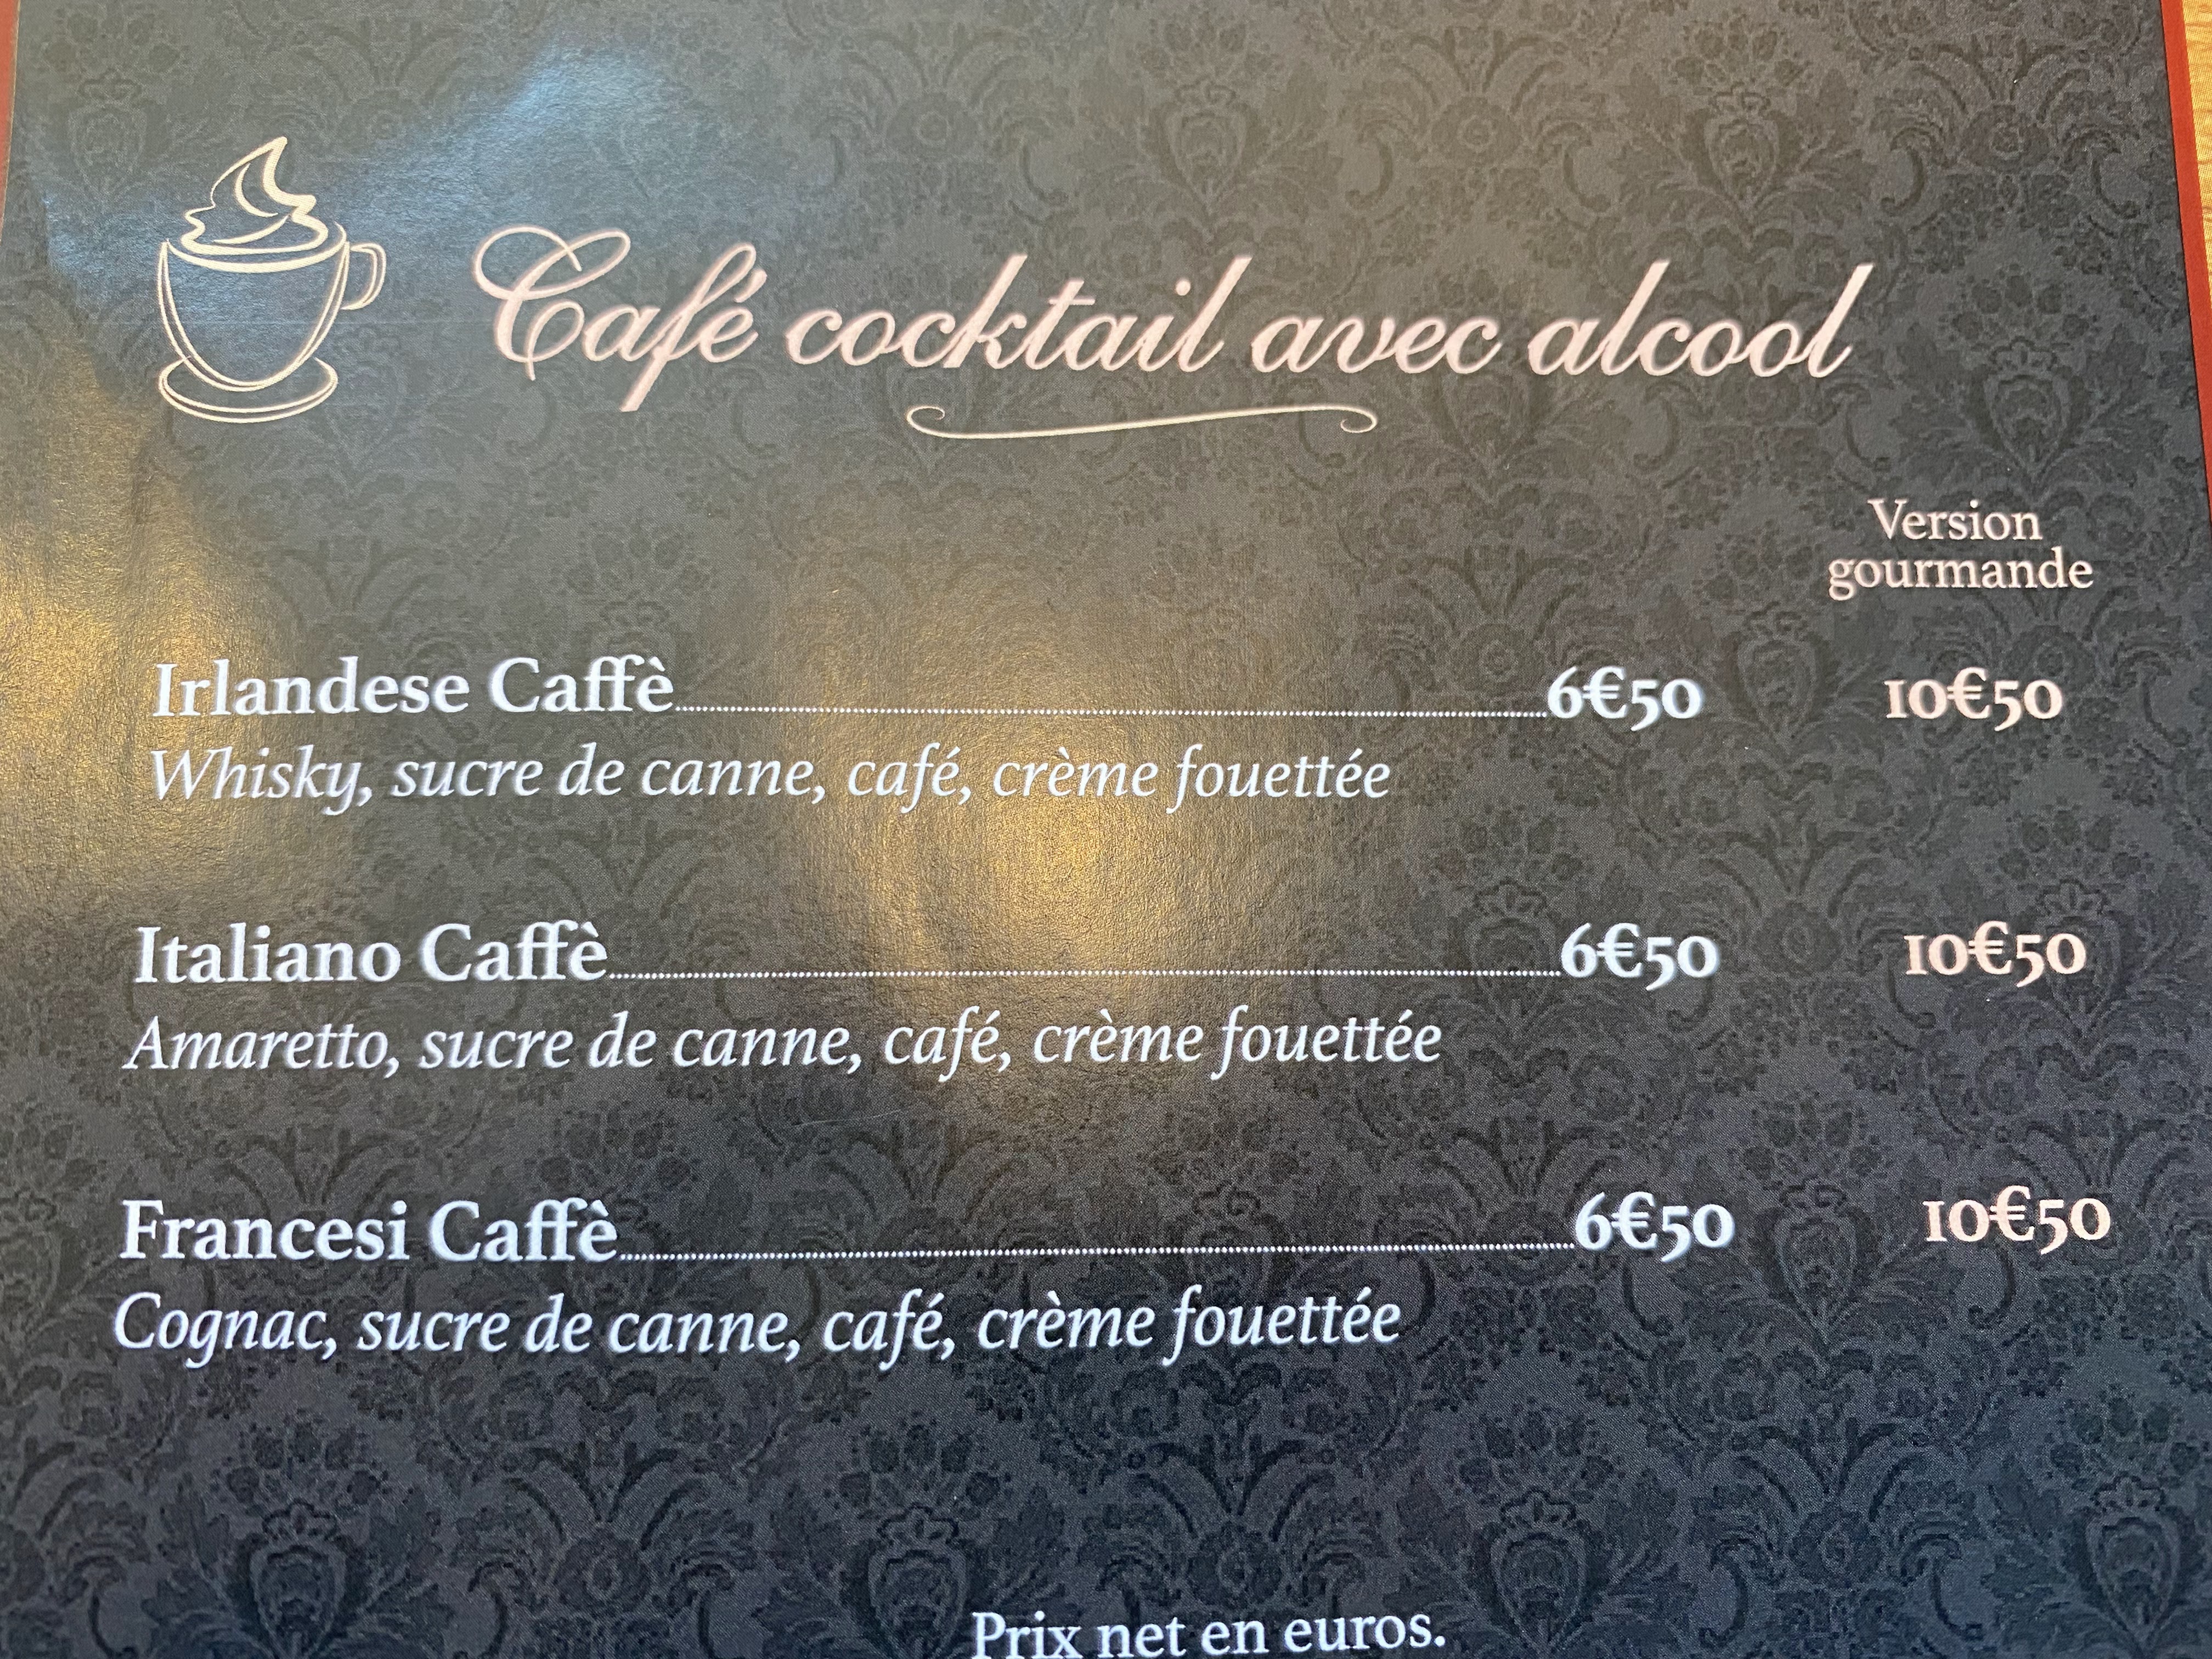 Café cocktail avec alcool
Version
gourmande
Irlandese Caffè 6€50 10€50
Whisky, sucre de canne, café, crème fouettée
Italiano Caffè 6€50 10€50
Amaretto, sucre de canne, café, crème fouettée
Francesi Caffè 6€50 10€50
Cognac, sucre de canne, café, crème fouettée
Prix net en euros.